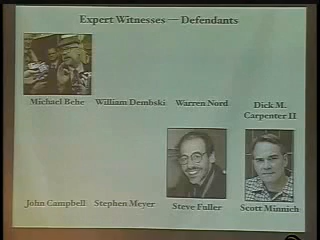 Expert Witnesses — Defendants
Michael Behe William Dembski Warren Nord Dick M.
Carpenter II
John Campbell Stephen Meyer Steve Fuller Scott Minnich